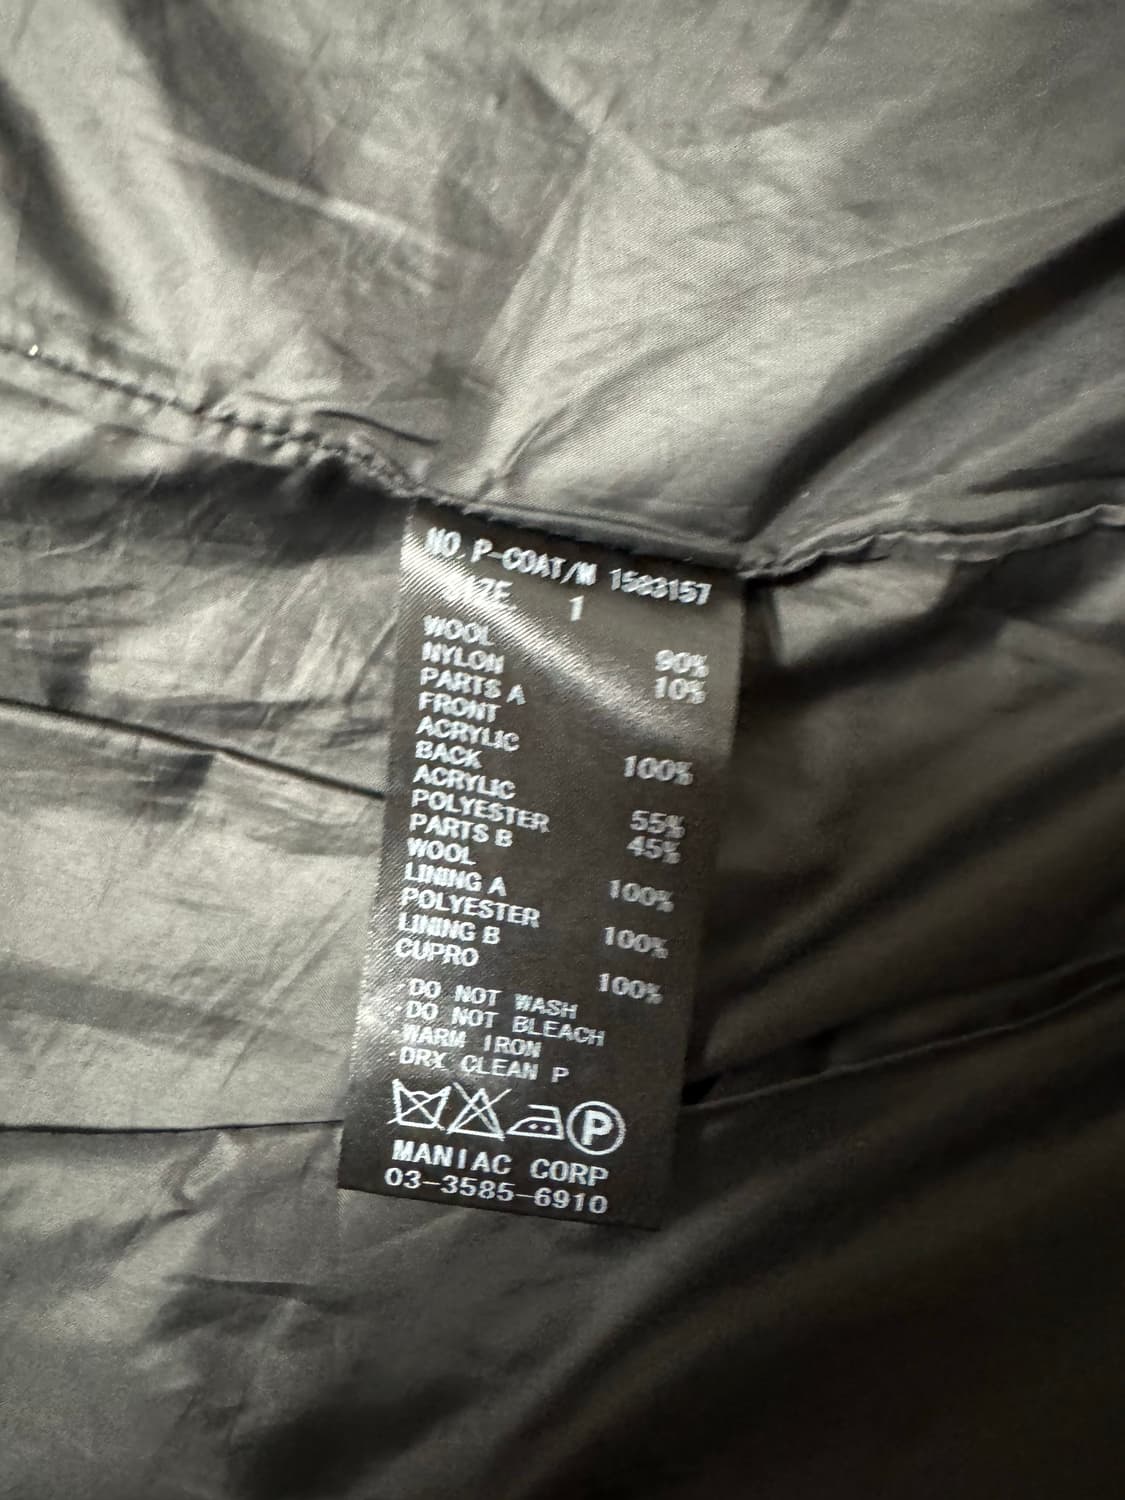 NO P-COAT/M 1583157
SIZE 1
WOOL 90%
NYLON 10%
PARTS A
FRONT
ACRYLIC 100%
BACK
ACRYLIC 55%
POLYESTER 45%
PARTS B
WOOL 100%
LINING A
POLYESTER 100%
LINING B
CUPRO 100%
·DO NOT WASH
·DO NOT BLEACH
·WARM IRON
·DRY CLEAN P
P
MANIAC CORP
03-3585-6910